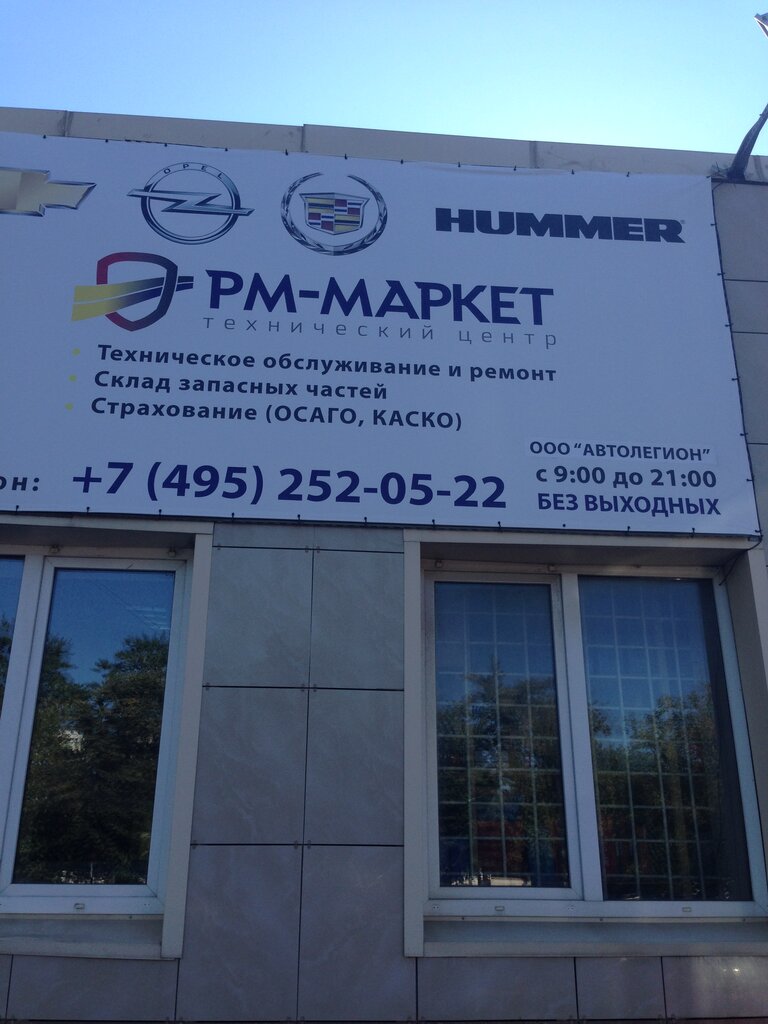 OPEL
HUMMER
РМ-МАРКЕТ
технический центр
Техническое обслуживание и ремонт
Склад запасных частей
Страхование (ОСАГО, КАСКО)
он: +7 (495) 252-05-22
ООО "АВТОЛЕГИОН"
с 9:00 до 21:00
БЕЗ ВЫХОДНЫХ